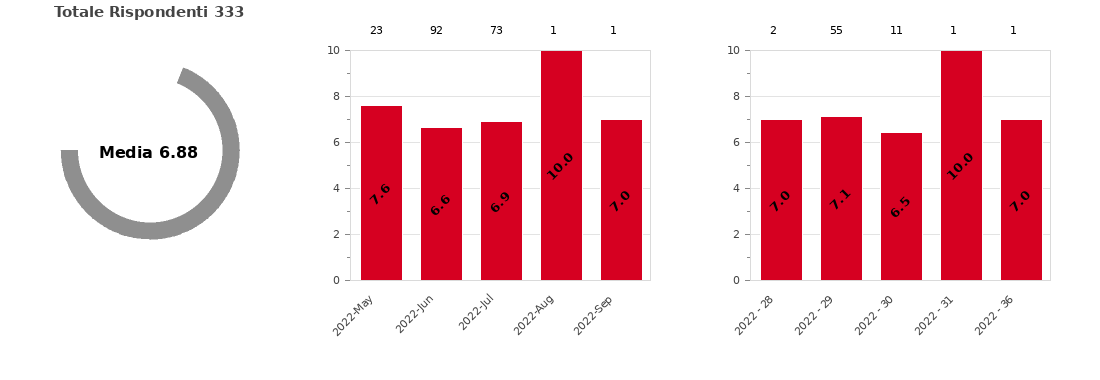 Totale Rispondenti 333
Media 6.88
23 92 73 1 1
10
8
6
4
2
0
7.6 6.6 6.9 10.0 7.0
2022-May 2022-Jun 2022-Jul 2022-Aug 2022-Sep
2 55 11 1 1
10
8
6
4
2
0
7.0 7.1 6.5 10.0 7.0
2022 - 28 2022 - 29 2022 - 30 2022 - 31 2022 - 36